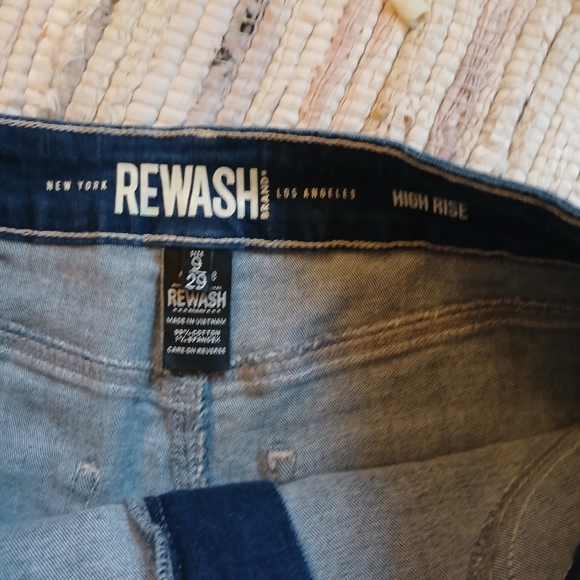 NEW YORK REWASH BRAND® LOS ANGELES HIGH RISE
SIZE
9
29
REWASH
MADE IN VIETNAM
99% COTTON
1% SPANDEX
CARE ON REVERSE